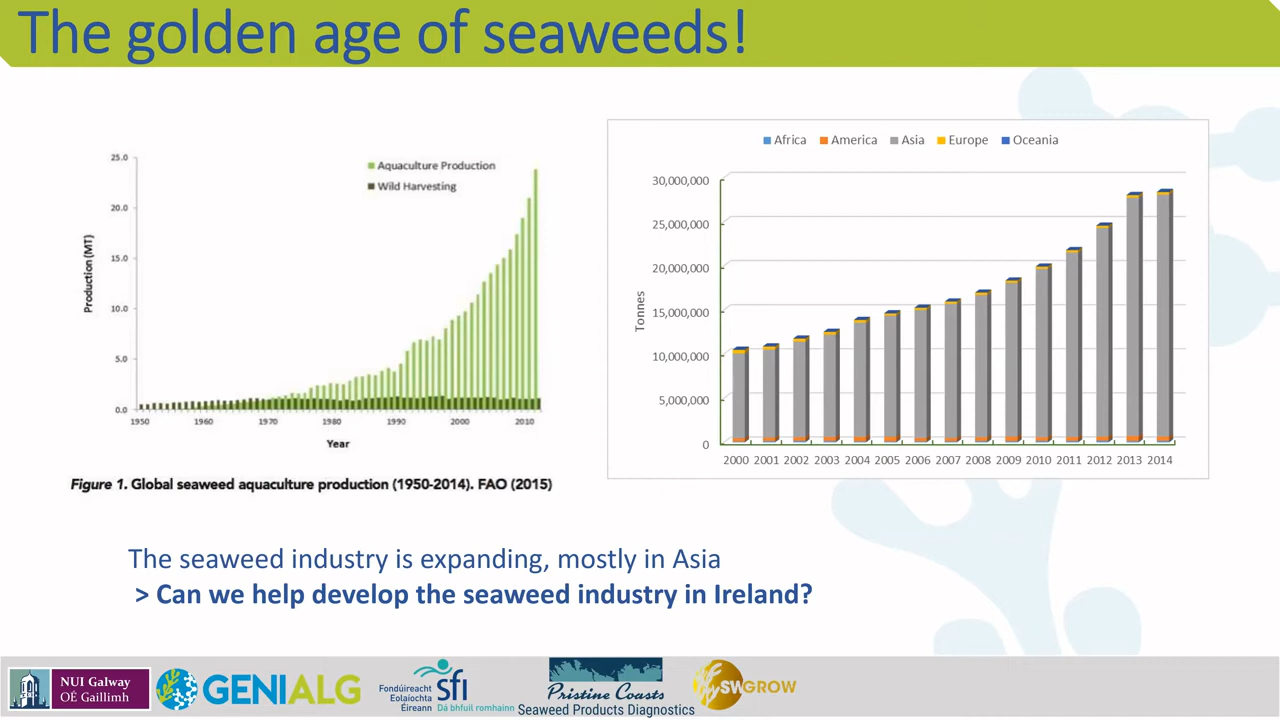 The golden age of seaweeds!
25.0
20.0
15.0
10.0
5.0
0.0
Production (MT)
Aquaculture Production
Wild Harvesting
1950 1960 1970 1980 1990 2000 2010
Year
Figure 1. Global seaweed aquaculture production (1950-2014). FAO (2015)
Africa America Asia Europe Oceania
30,000,000
25,000,000
20,000,000
15,000,000
10,000,000
5,000,000
0
Tonnes
2000 2001 2002 2003 2004 2005 2006 2007 2008 2009 2010 2011 2012 2013 2014
The seaweed industry is expanding, mostly in Asia
> Can we help develop the seaweed industry in Ireland?
NUI Galway
OÉ Gaillimh
GENIALG
Fondúireacht
Eolaíochta
Éireann
sfi
Dá bhfuil romhainn
Pristine Coasts
Seaweed Products Diagnostics
SWGROW